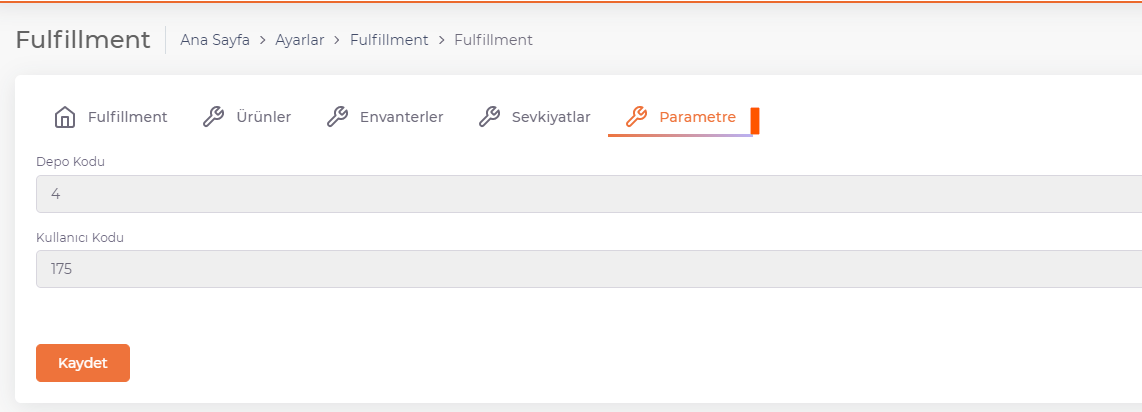 Fulfillment
Ana Sayfa > Ayarlar > Fulfillment > Fulfillment
Fulfillment Ürünler Envanterler Sevkiyatlar Parametre
Depo Kodu
4
Kullanıcı Kodu
175
Kaydet